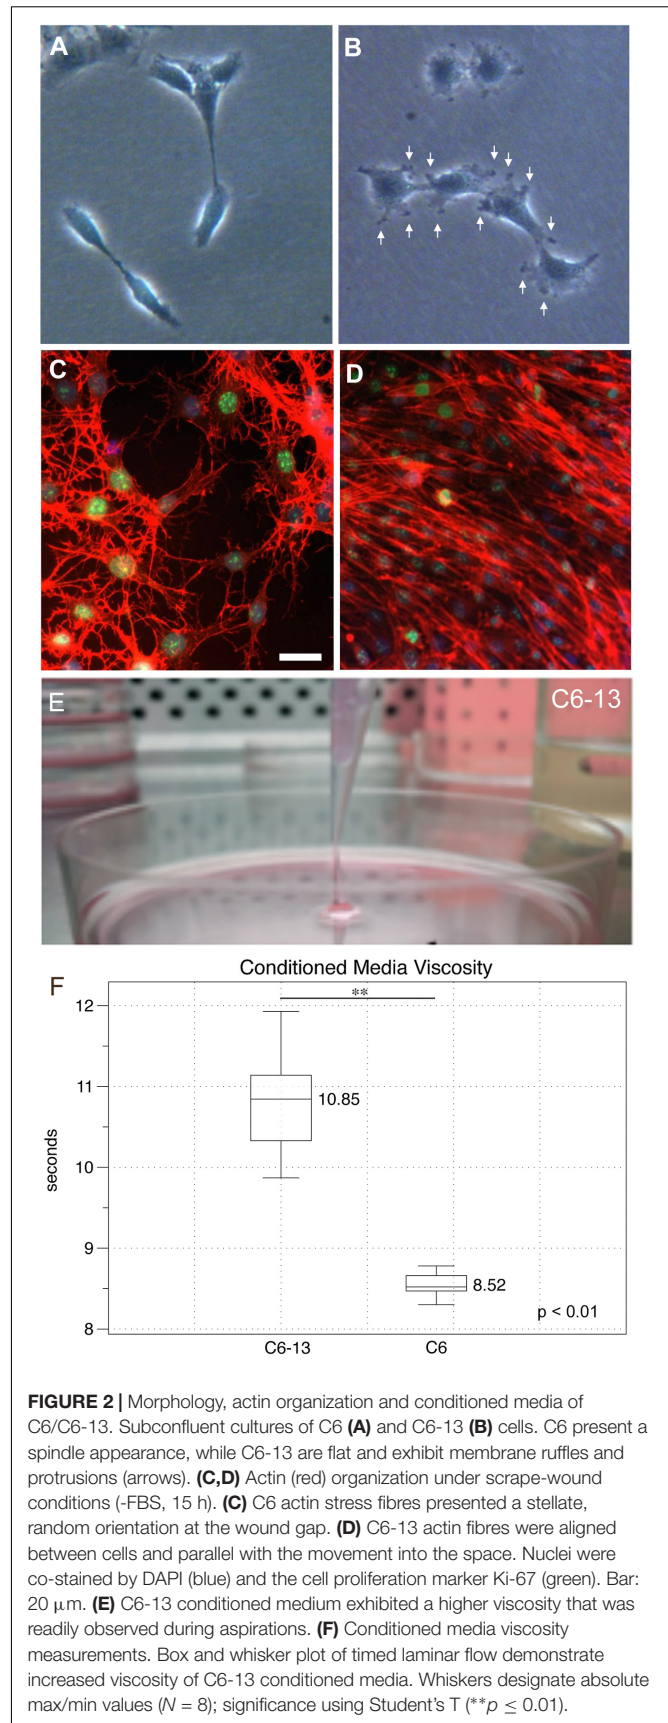 A
B
C
D
E
C6-13
F
Conditioned Media Viscosity
**
12
11
10.85
10
seconds
9
8.52
p < 0.01
8
C6-13
C6
FIGURE 2 | Morphology, actin organization and conditioned media of
C6/C6-13. Subconfluent cultures of C6 (A) and C6-13 (B) cells. C6 present a
spindle appearance, while C6-13 are flat and exhibit membrane ruffles and
protrusions (arrows). (C,D) Actin (red) organization under scrape-wound
conditions (-FBS, 15 h). (C) C6 actin stress fibres presented a stellate,
random orientation at the wound gap. (D) C6-13 actin fibres were aligned
between cells and parallel with the movement into the space. Nuclei were
co-stained by DAPI (blue) and the cell proliferation marker Ki-67 (green). Bar:
20 μm. (E) C6-13 conditioned medium exhibited a higher viscosity that was
readily observed during aspirations. (F) Conditioned media viscosity
measurements. Box and whisker plot of timed laminar flow demonstrate
increased viscosity of C6-13 conditioned media. Whiskers designate absolute
max/min values (N = 8); significance using Student's T (**p ≤ 0.01).